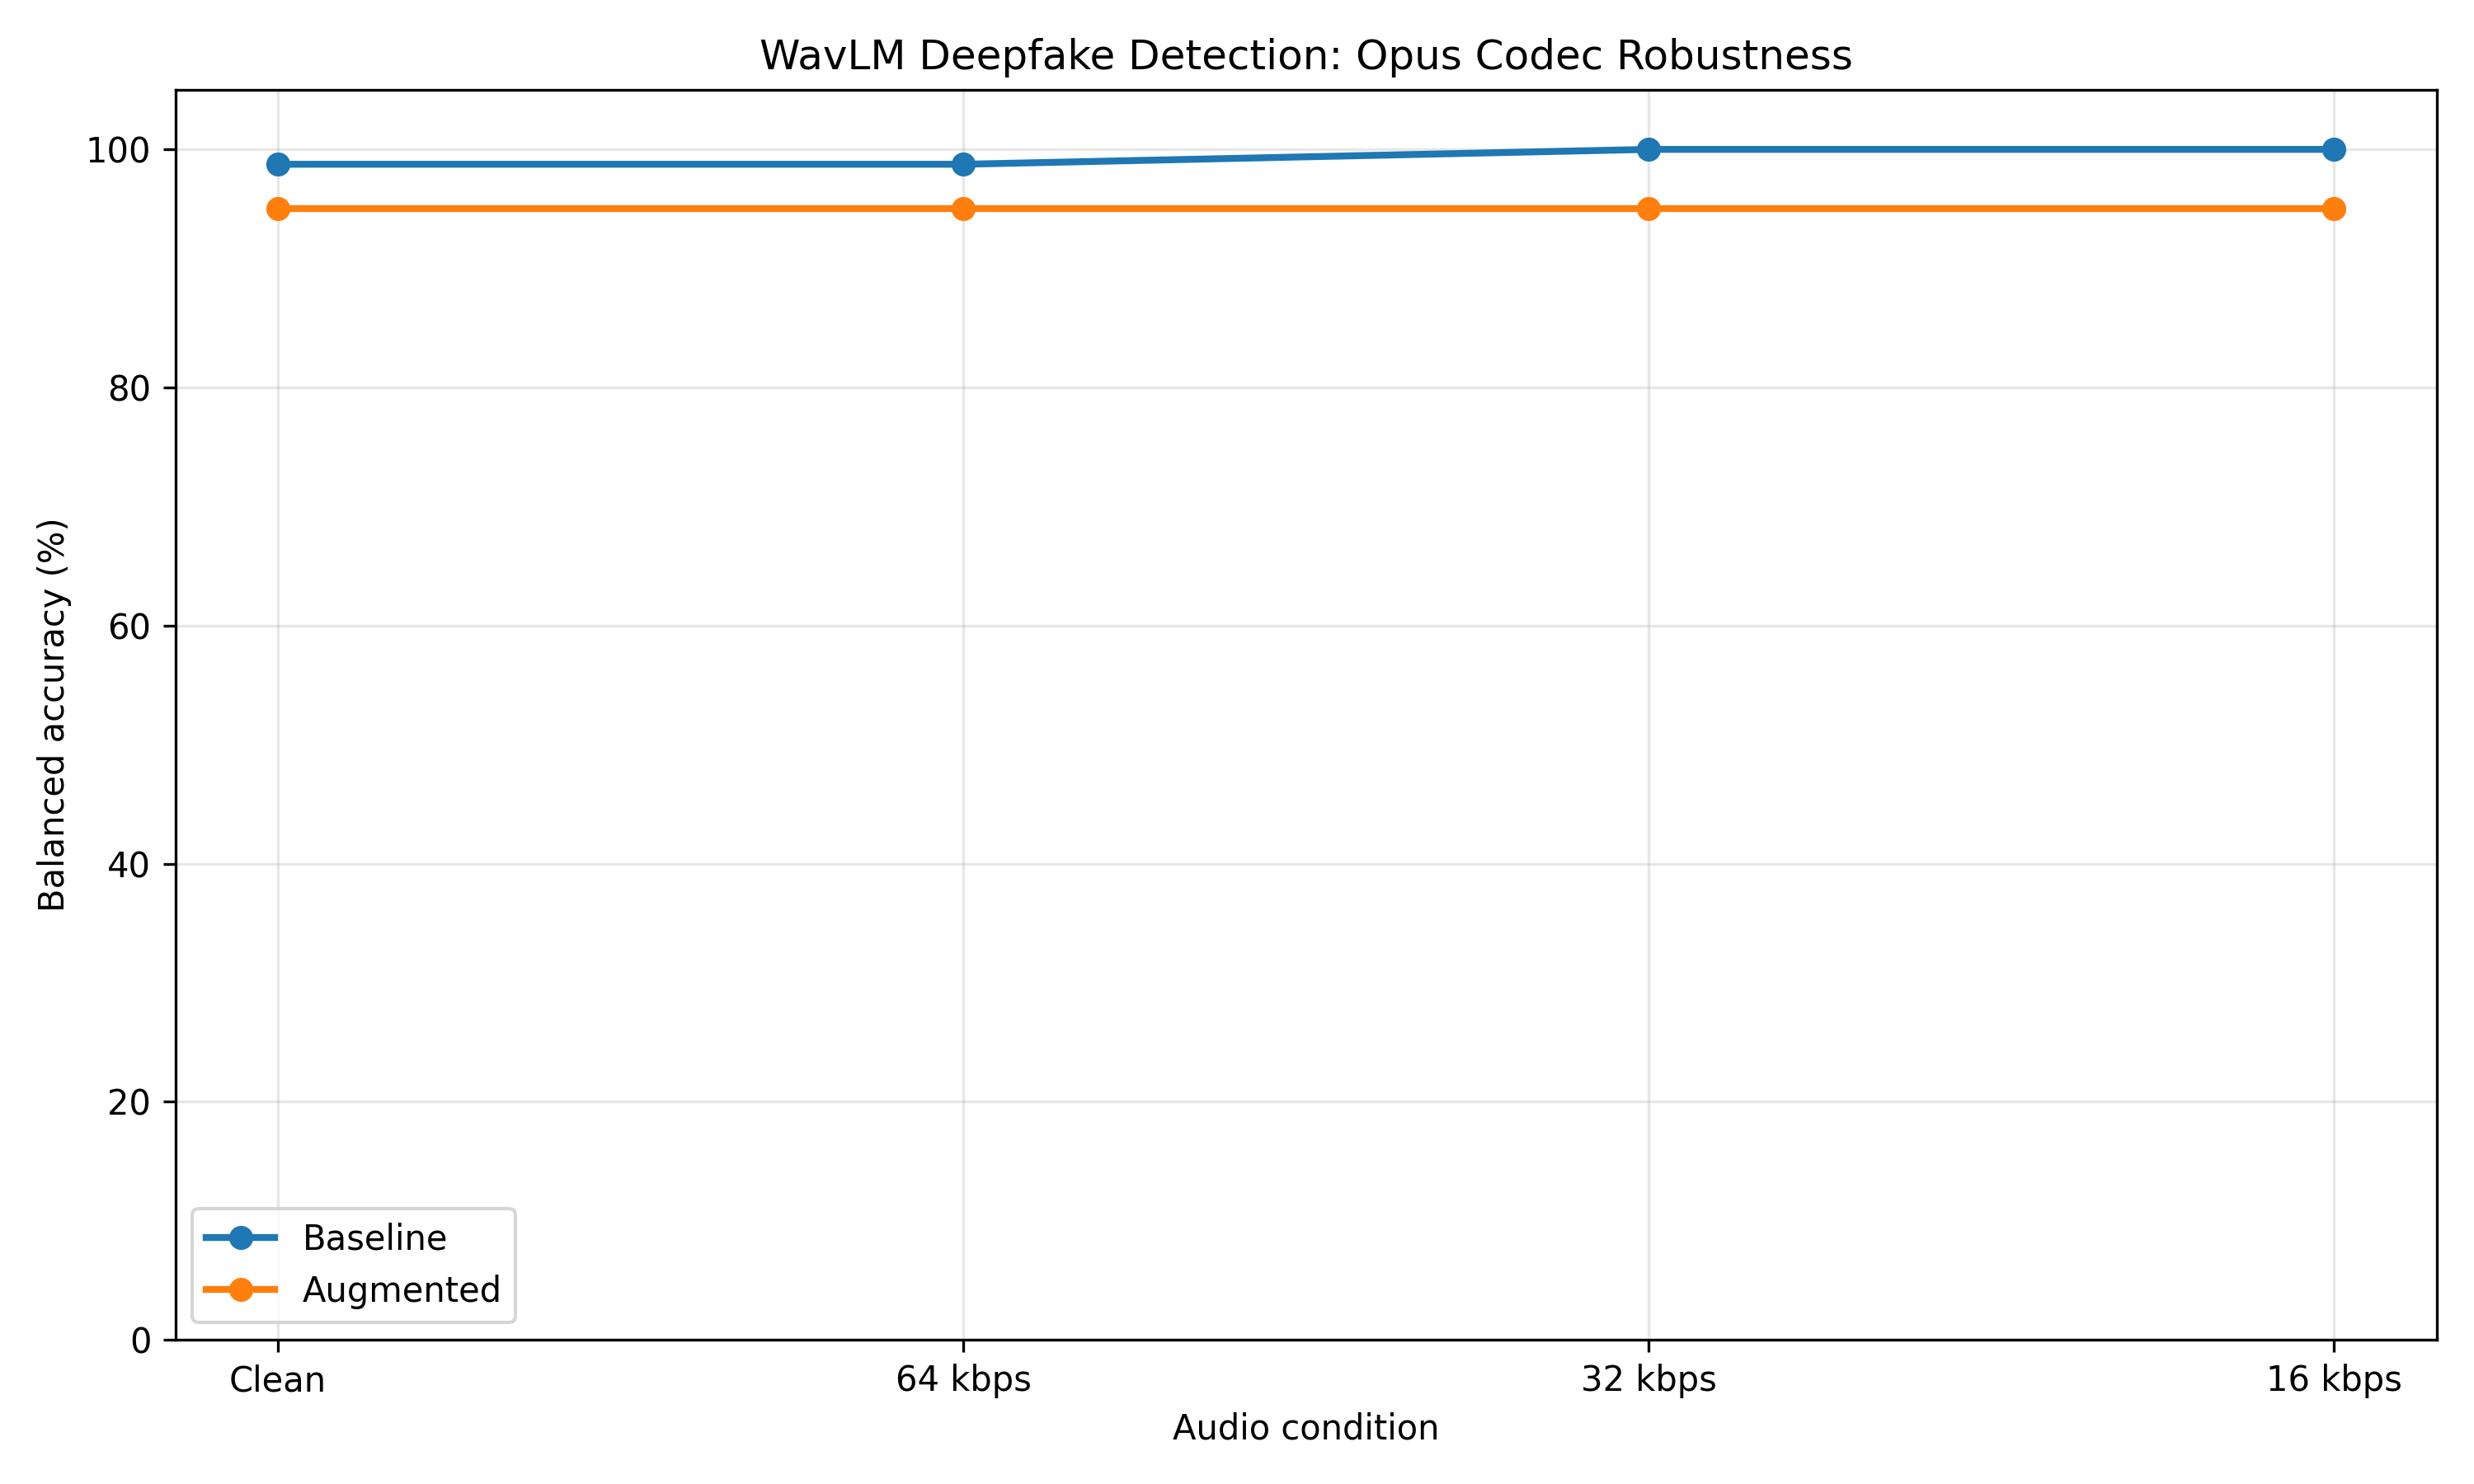 WavLM Deepfake Detection: Opus Codec Robustness
Balanced accuracy (%)
100
80
60
40
20
0
Baseline
Augmented
Clean
64 kbps
32 kbps
16 kbps
Audio condition